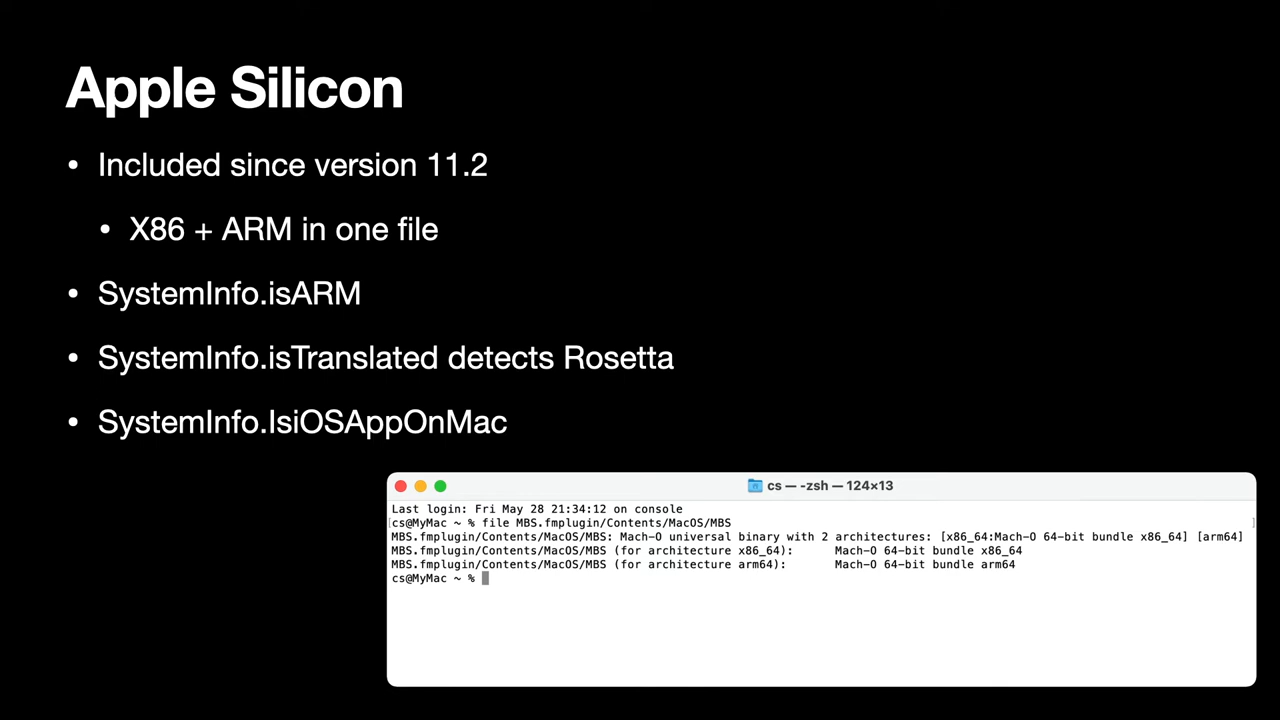 Apple Silicon
• Included since version 11.2
• X86 + ARM in one file
• SystemInfo.isARM
• SystemInfo.isTranslated detects Rosetta
• SystemInfo.IsiOSAppOnMac
cs — -zsh — 124×13
Last login: Fri May 28 21:34:12 on console
[cs@MyMac ~ % file MBS.fmplugin/Contents/MacOS/MBS ]
MBS.fmplugin/Contents/MacOS/MBS: Mach-O universal binary with 2 architectures: [x86_64:Mach-O 64-bit bundle x86_64] [arm64]
MBS.fmplugin/Contents/MacOS/MBS (for architecture x86_64): Mach-O 64-bit bundle x86_64
MBS.fmplugin/Contents/MacOS/MBS (for architecture arm64): Mach-O 64-bit bundle arm64
cs@MyMac ~ %